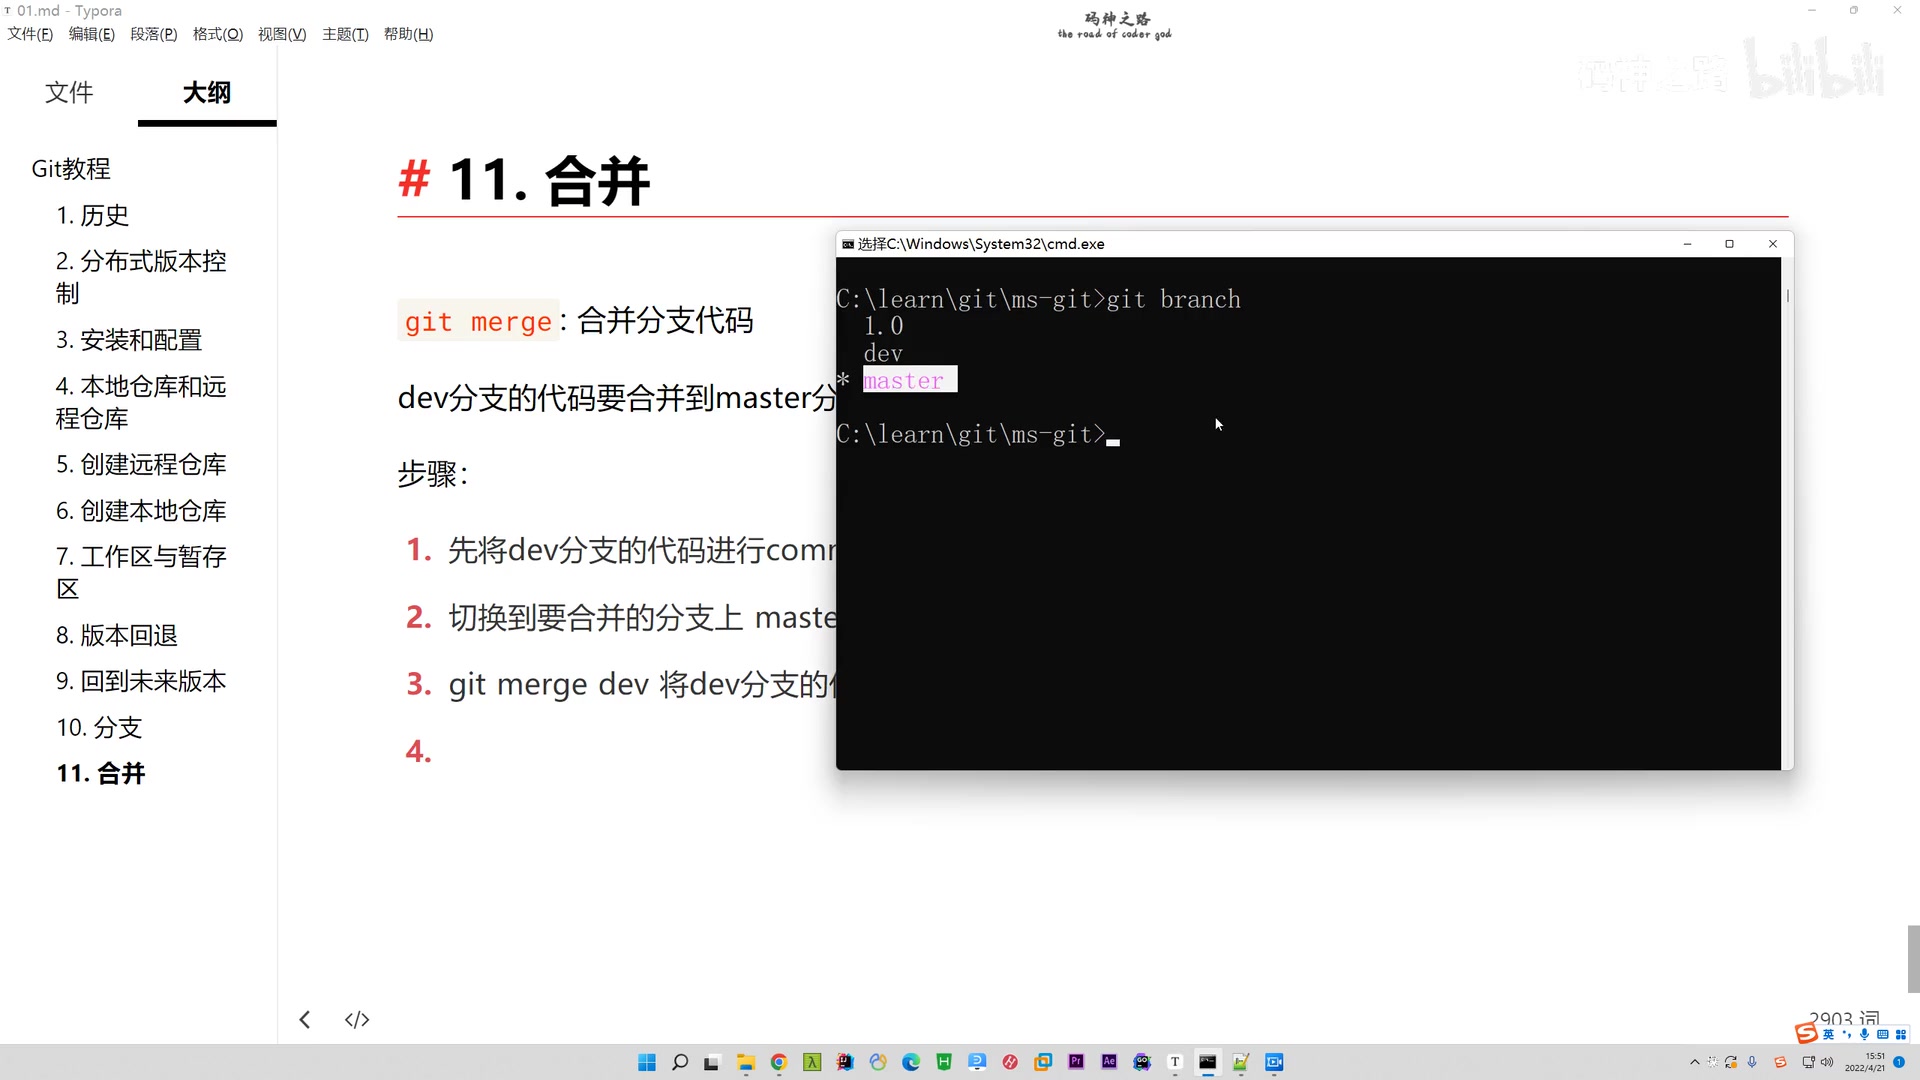 01.md - Typora
文件(F) 编辑(E) 段落(P) 格式(O) 视图(V) 主题(T) 帮助(H)
码神之路
the road of coder god
码神之路 bilibili
文件 大纲
Git教程
1. 历史
2. 分布式版本控
制
3. 安装和配置
4. 本地仓库和远
程仓库
5. 创建远程仓库
6. 创建本地仓库
7. 工作区与暂存
区
8. 版本回退
9. 回到未来版本
10. 分支
11. 合并
# 11. 合并
git merge : 合并分支代码
dev分支的代码要合并到master分
步骤：
1. 先将dev分支的代码进行comm
2. 切换到要合并的分支上 maste
3. git merge dev 将dev分支的
4.
选择C:\Windows\System32\cmd.exe
C:\learn\git\ms-git>git branch
1.0
dev
* master
C:\learn\git\ms-git>
2903 词
英
15:51
2022/4/21